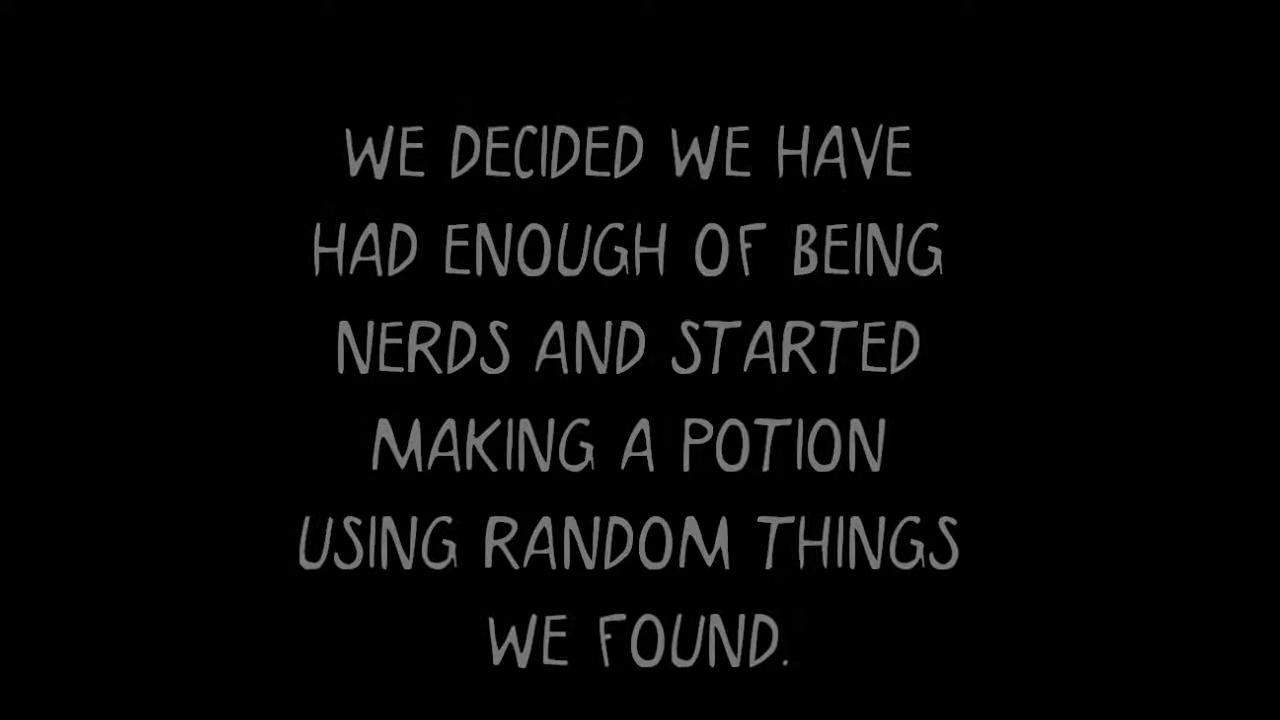 WE DECIDED WE HAVE
HAD ENOUGH OF BEING
NERDS AND STARTED
MAKING A POTION
USING RANDOM THINGS
WE FOUND.